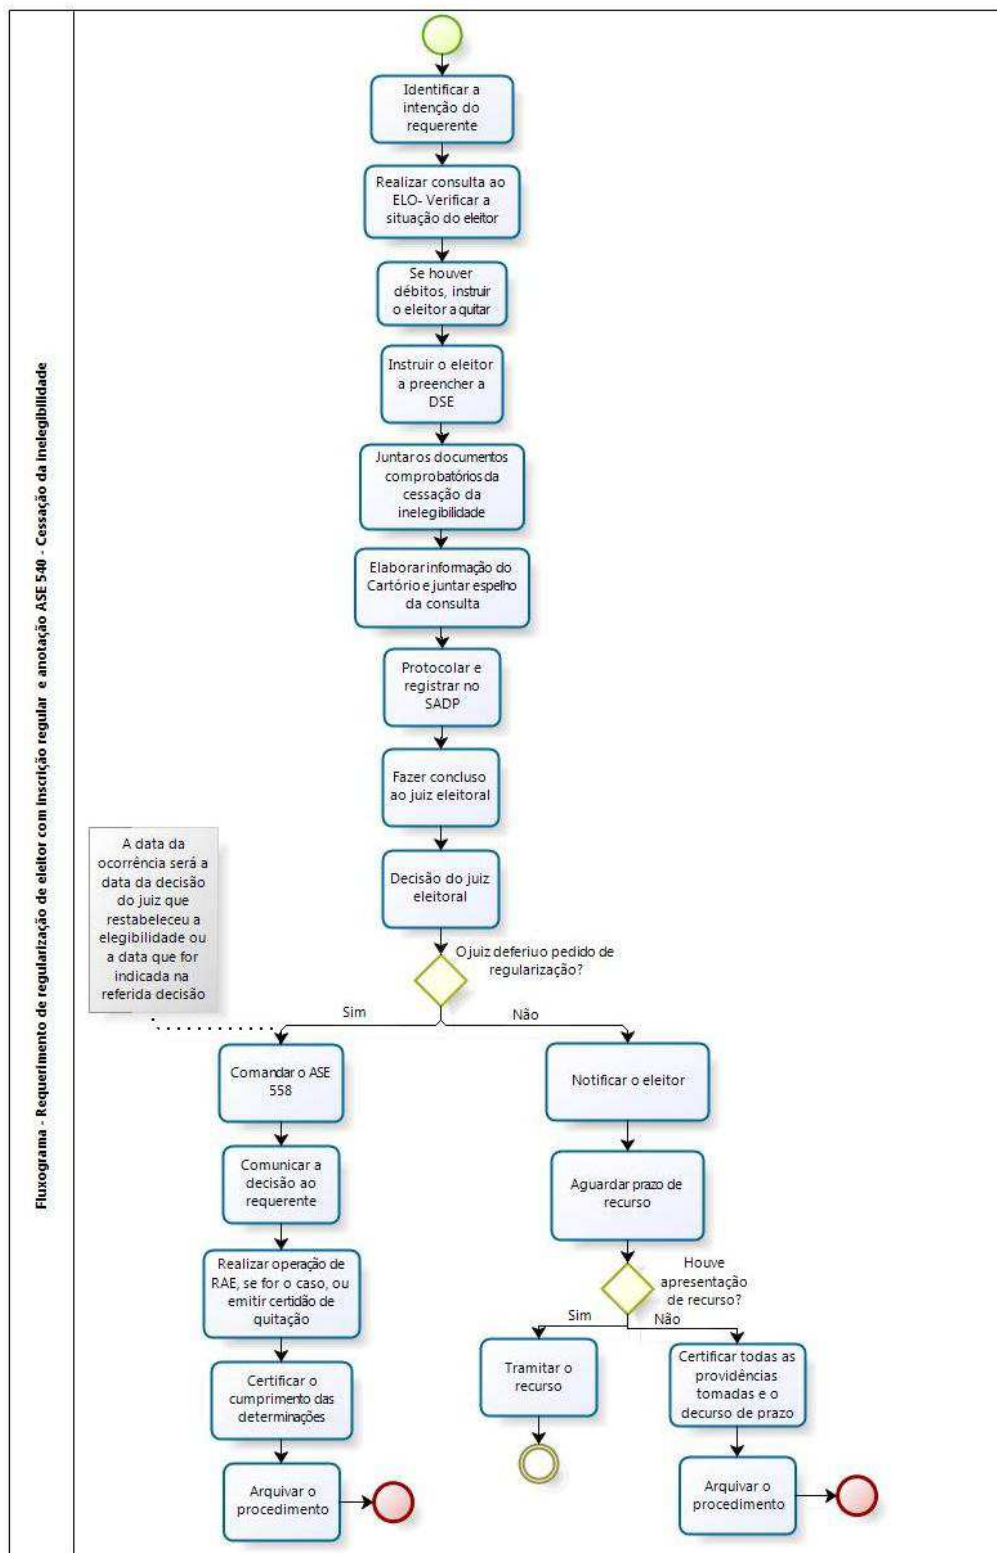 Fluxograma - Requerimento de regularização de eleitor com inscrição regular e anotação ASE 540 - Cessação da inelegibilidade
Identificar a
intenção do
requerente
Realizar consulta ao
ELO- Verificar a
situação do eleitor
Se houver
débitos, instruir
o eleitor a quitar
Instruir o eleitor
a preencher a
DSE
Juntar os documentos
comprobatórios da
cessação da
inelegibilidade
Elaborar informação do
Cartório e juntar espelho
da consulta
Protocolar e
registrar no
SADP
Fazer concluso
ao juiz eleitoral
Decisão do juiz
eleitoral
A data da
ocorrência será a
data da decisão
do juiz que
restabeleceu a
elegibilidade ou
a data que for
indicada na
referida decisão
O juiz deferiu o pedido de
regularização?
Sim
Não
Comandar o ASE
558
Comunicar a
decisão ao
requerente
Realizar operação de
RAE, se for o caso, ou
emitir certidão de
quitação
Certificar o
cumprimento das
determinações
Arquivar o
procedimento
Notificar o eleitor
Aguardar prazo de
recurso
Houve
apresentação
de recurso?
Sim
Não
Tramitar o
recurso
Certificar todas as
providências
tomadas e o
decurso de prazo
Arquivar o
procedimento